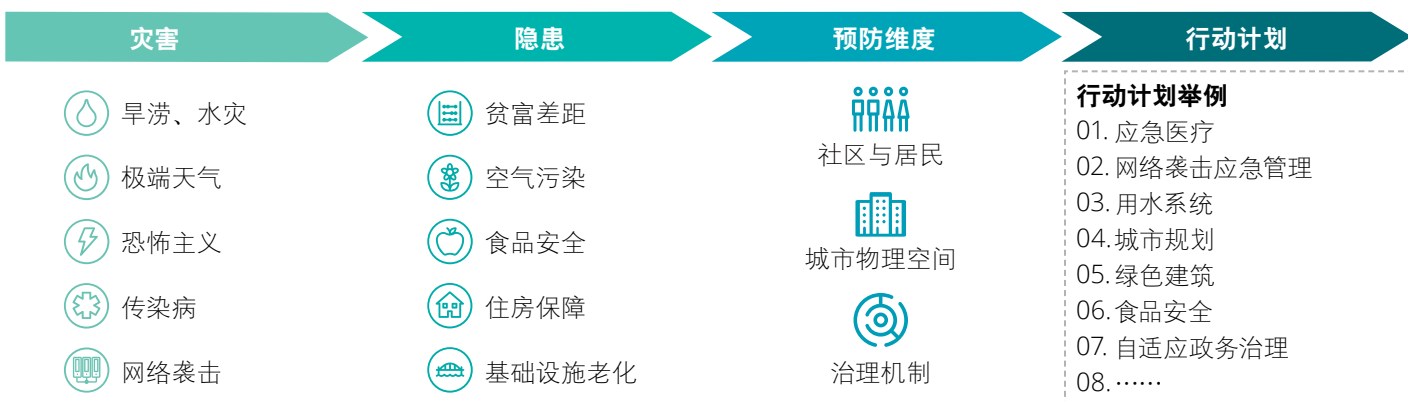 灾害
隐患
预防维度
行动计划
旱涝、水灾
极端天气
恐怖主义
传染病
网络袭击
贫富差距
空气污染
食品安全
住房保障
基础设施老化
社区与居民
城市物理空间
治理机制
行动计划举例
01. 应急医疗
02. 网络袭击应急管理
03. 用水系统
04. 城市规划
05. 绿色建筑
06. 食品安全
07. 自适应政务治理
08. ……